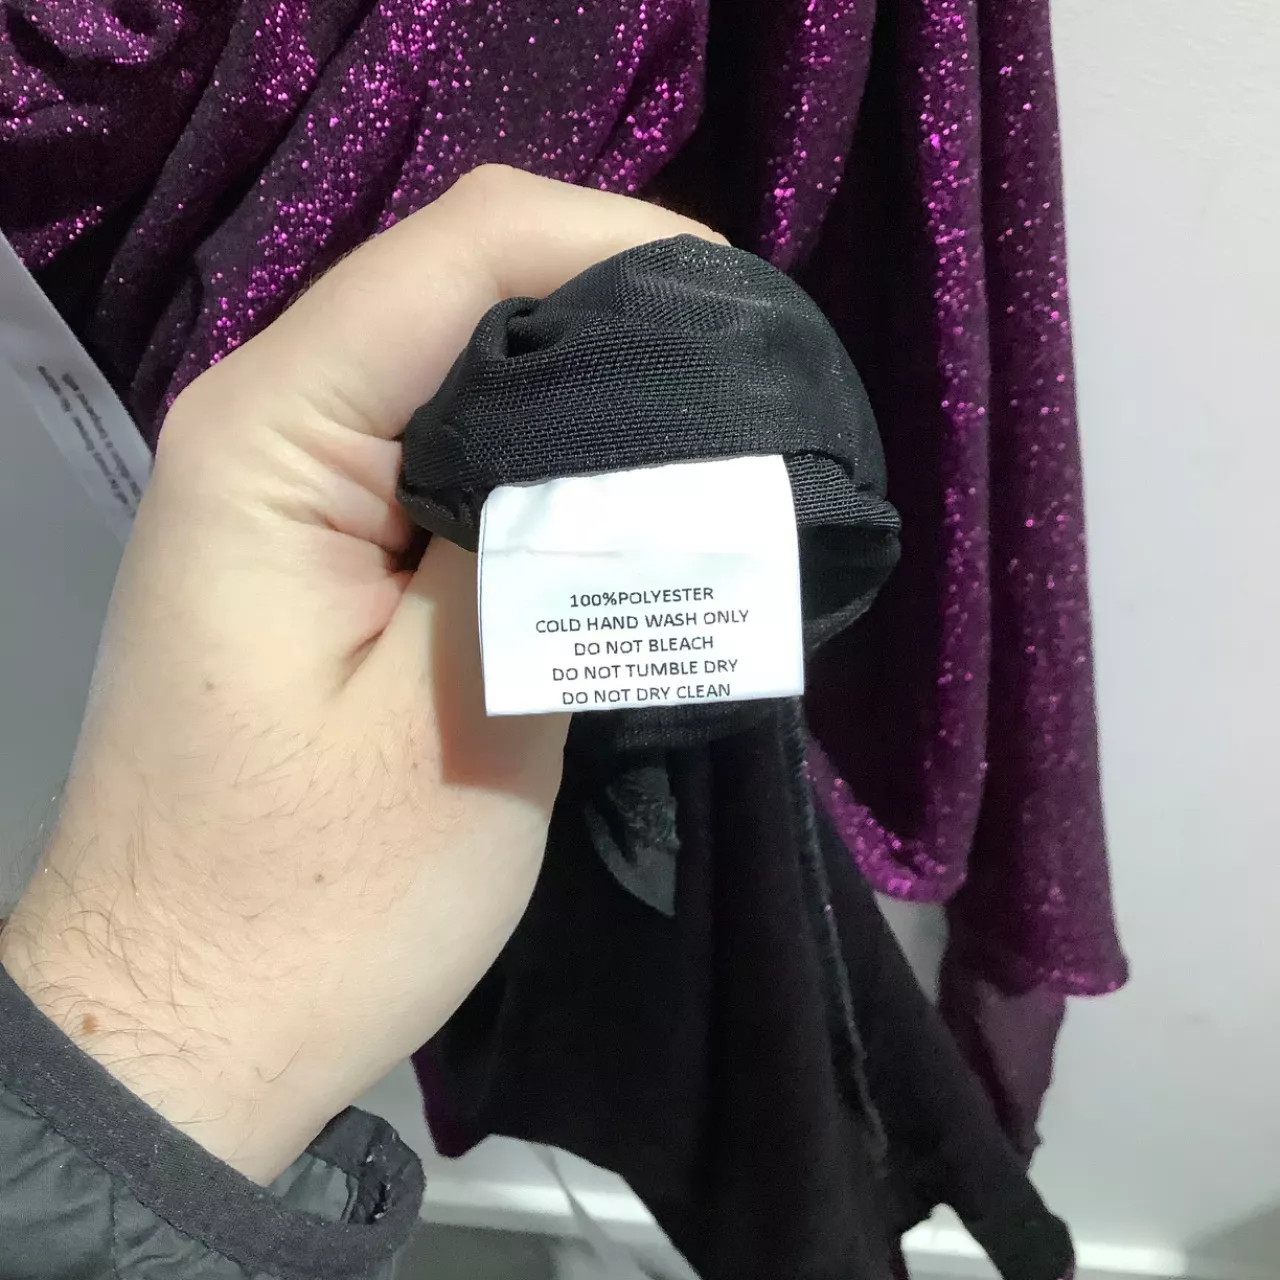 100%POLYESTER
COLD HAND WASH ONLY
DO NOT BLEACH
DO NOT TUMBLE DRY
DO NOT DRY CLEAN